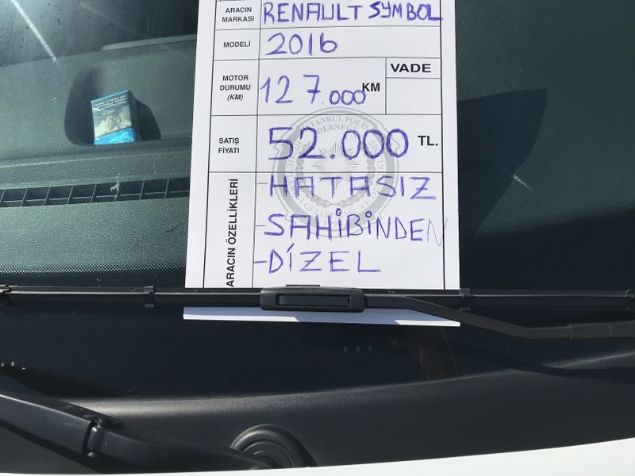 ARACIN MARKASI RENAULT SYMBOL
MODELİ 2016
MOTOR DURUMU (KM) 127.000 KM VADE
SATIŞ FİYATI 52.000 TL.
ARACIN ÖZELLİKLERİ
-HATASIZ
-SAHİBİNDEN
-DİZEL